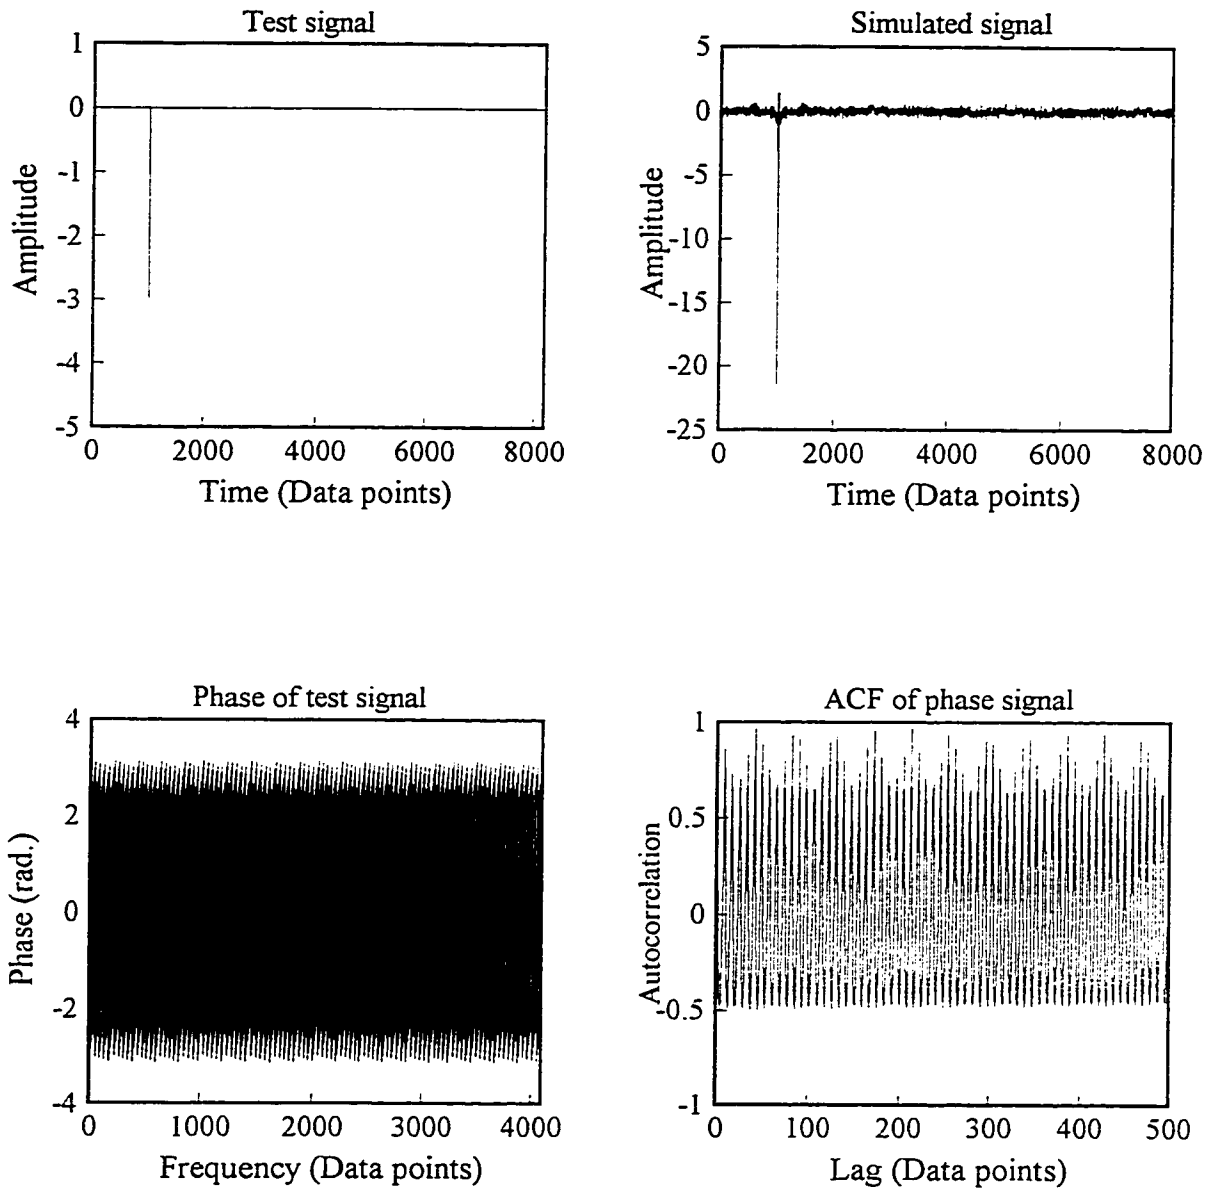 Test signal
1
0
-1
-2
-3
-4
-5
Amplitude
0 2000 4000 6000 8000
Time (Data points)
Simulated signal
5
0
-5
-10
-15
-20
-25
Amplitude
0 2000 4000 6000 8000
Time (Data points)
Phase of test signal
4
2
0
-2
-4
Phase (rad.)
0 1000 2000 3000 4000
Frequency (Data points)
ACF of phase signal
1
0.5
0
-0.5
-1
Autocorrclation
0 100 200 300 400 500
Lag (Data points)